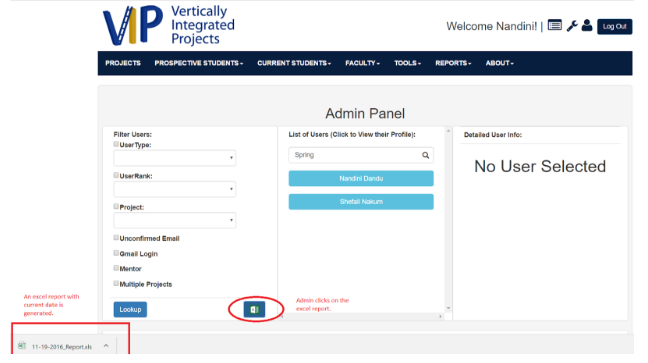 VIP
Vertically
Integrated
Projects
Welcome Nandini! |
Log Out
PROJECTS PROSPECTIVE STUDENTS CURRENT STUDENTS FACULTY TOOLS REPORTS ABOUT
Admin Panel
Filter Users:
UserType:
UserRank:
Project:
Unconfirmed Email
Gmail Login
Mentor
Multiple Projects
Lookup
List of Users (Click to View their Profile):
Spring
Nandini Dandu
Shefali Nakum
Detailed User Info:
No User Selected
An excel report with
current date is
generated.
Admin clicks on the
excel report.
11-19-2016_Report.xls